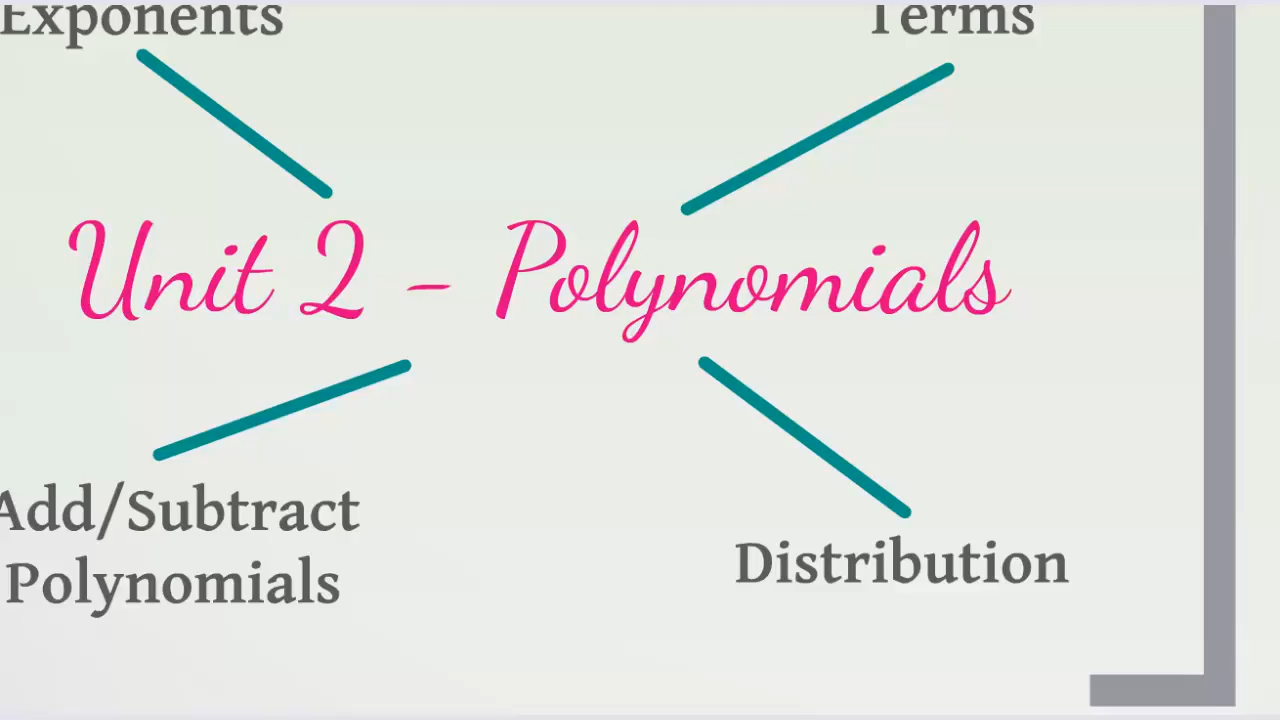 Exponents
Terms
Unit 2 - Polynomials
Add/Subtract
Polynomials
Distribution